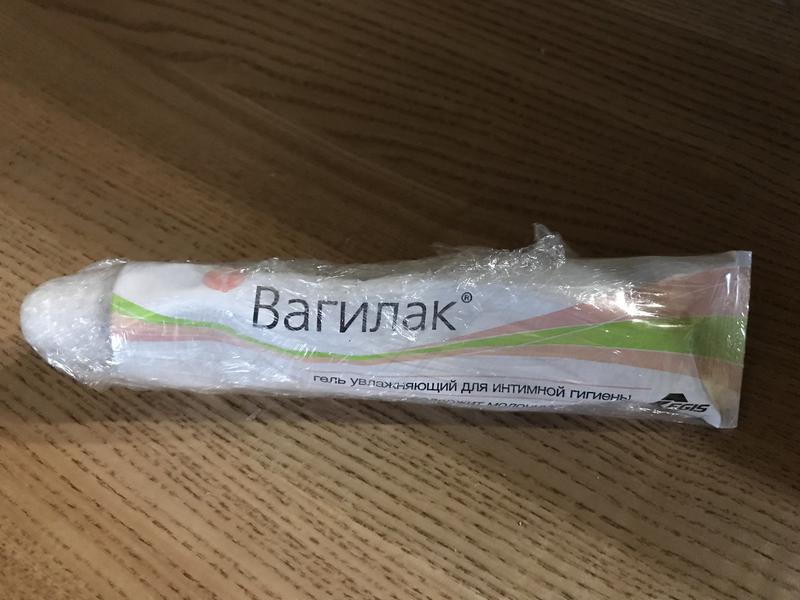 Вагилак®
гель увлажняющий для интимной гигиены
EGIS